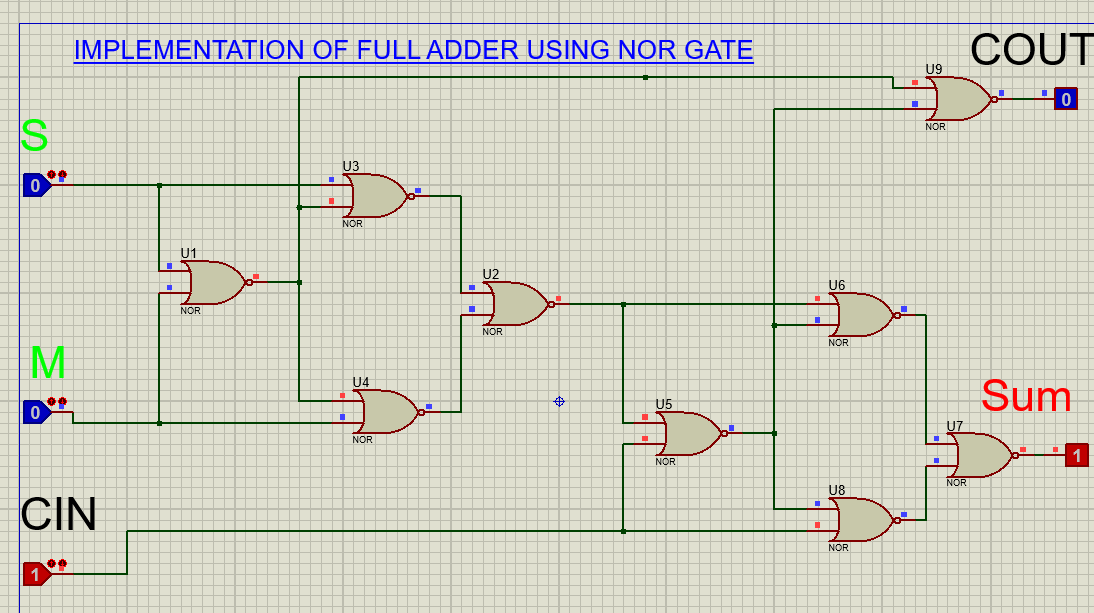 IMPLEMENTATION OF FULL ADDER USING NOR GATE
COUT
U9
0
NOR
S
U3
0
NOR
U1
NOR
U2
NOR
U6
NOR
M
U4
0
NOR
U5
NOR
Sum
U7
1
NOR
CIN
U8
NOR
1